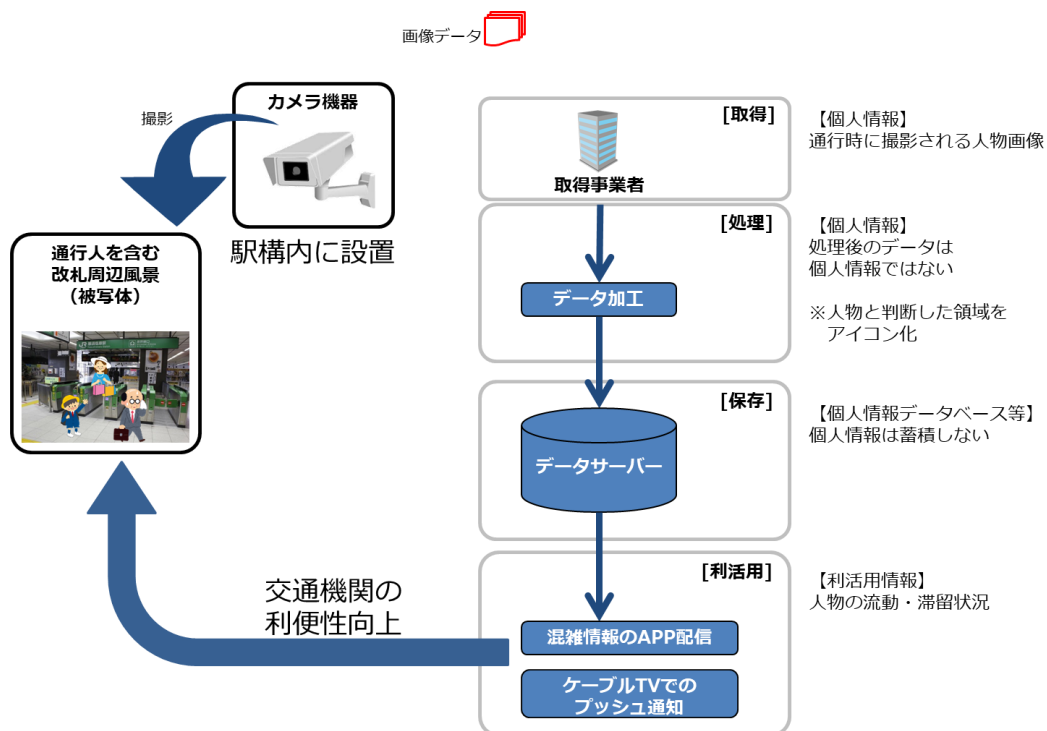 画像データ
カメラ機器
撮影
駅構内に設置
通行人を含む
改札周辺風景
（被写体）
[取得]
取得事業者
【個人情報】
通行時に撮影される人物画像
[処理]
データ加工
【個人情報】
処理後のデータは
個人情報ではない
※人物と判断した領域を
アイコン化
[保存]
データサーバー
【個人情報データベース等】
個人情報は蓄積しない
[利活用]
混雑情報のAPP配信
ケーブルTVでの
プッシュ通知
【利活用情報】
人物の流動・滞留状況
交通機関の
利便性向上